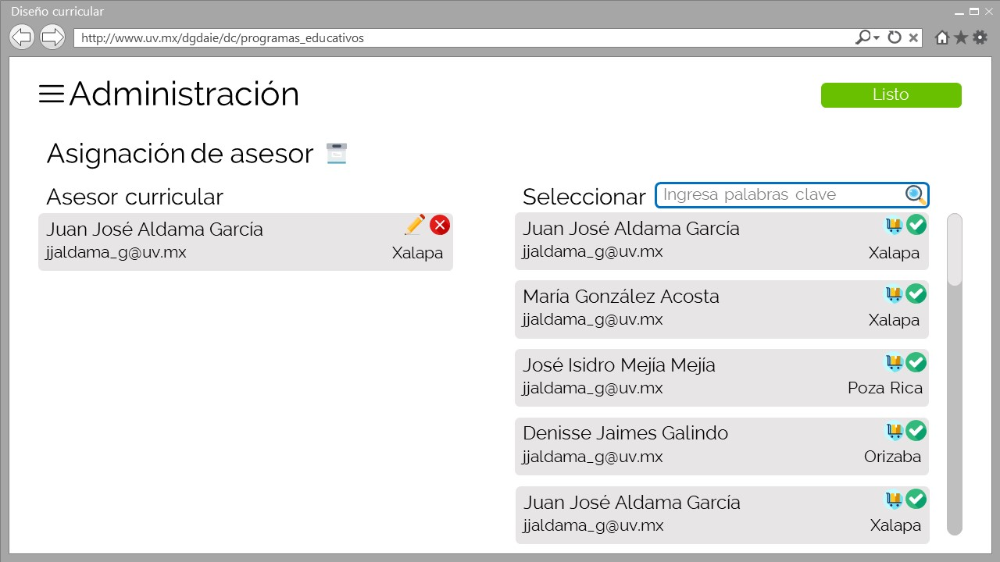 Diseño curricular
http://www.uv.mx/dgdaie/dc/programas_educativos
Administración
Listo
Asignación de asesor
Asesor curricular
Juan José Aldama García
jjaldama_g@uv.mx
Xalapa
Seleccionar
Ingresa palabras clave
Juan José Aldama García
jjaldama_g@uv.mx
Xalapa
María González Acosta
jjaldama_g@uv.mx
Xalapa
José Isidro Mejía Mejía
jjaldama_g@uv.mx
Poza Rica
Denisse Jaimes Galindo
jjaldama_g@uv.mx
Orizaba
Juan José Aldama García
jjaldama_g@uv.mx
Xalapa